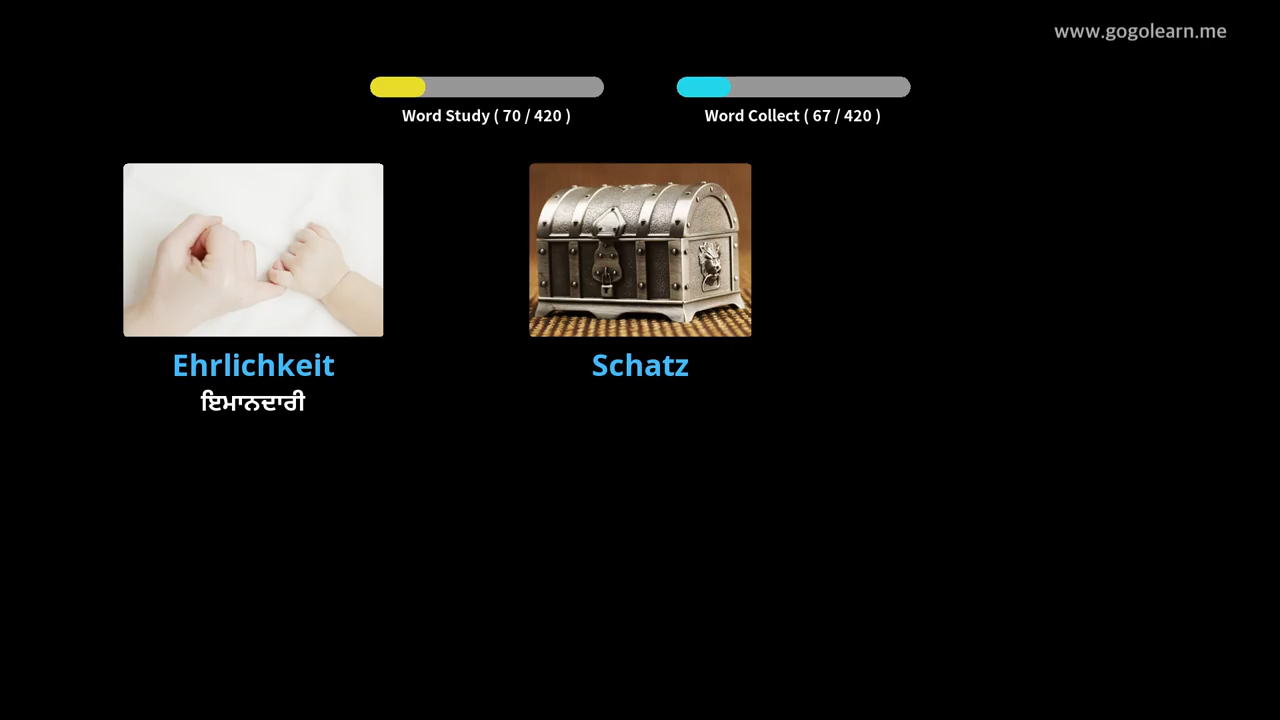 www.gogolearn.me
Word Study ( 70 / 420 )
Word Collect ( 67 / 420 )
Ehrlichkeit
ਇਮਾਨਦਾਰੀ
Schatz